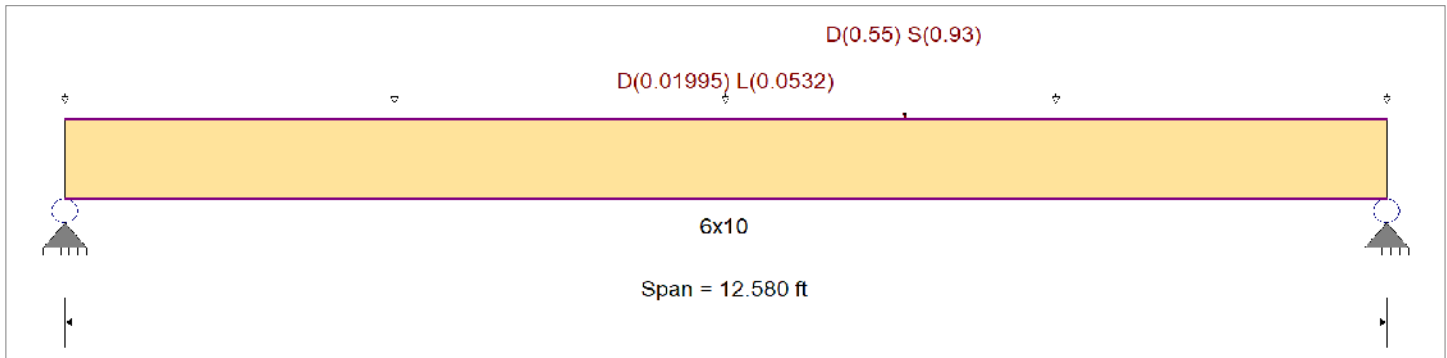 D(0.55) S(0.93)
D(0.01995) L(0.0532)
6x10
Span = 12.580 ft